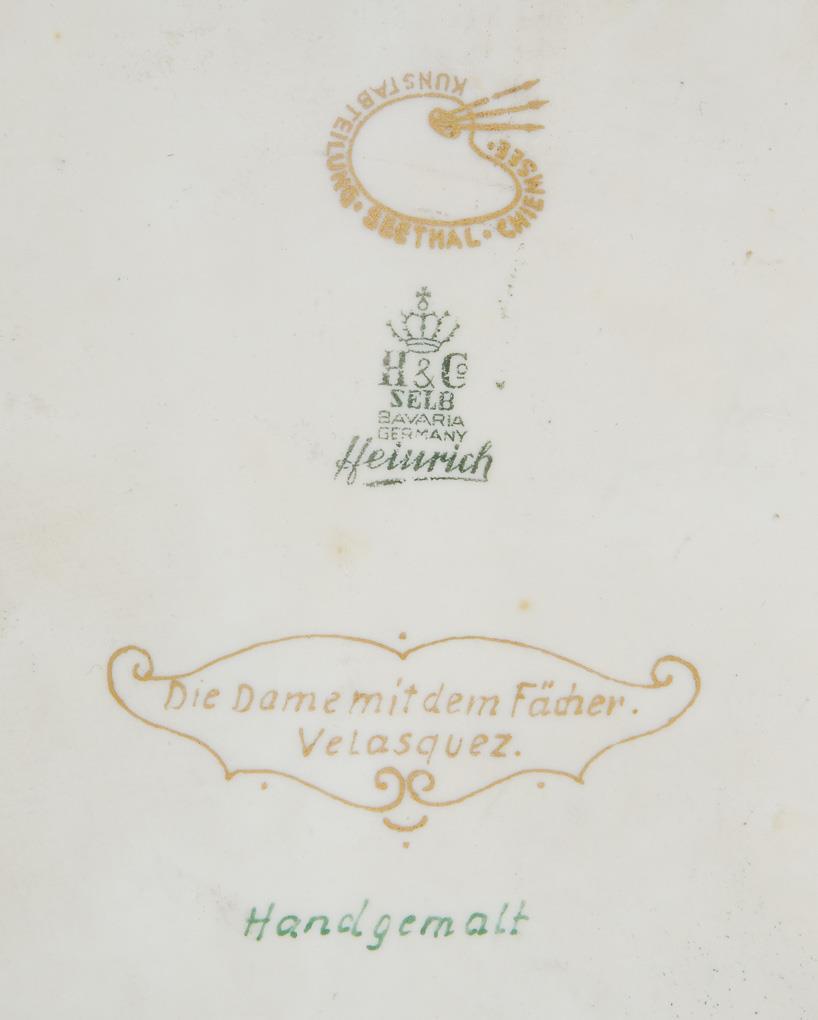 KUNSTABTEILUNG · SEETHAL · CHIEMSEE·
H & Co
SELB
BAVARIA
GERMANY
Heinrich
Die Dame mit dem Fächer.
Velasquez.
Handgemalt